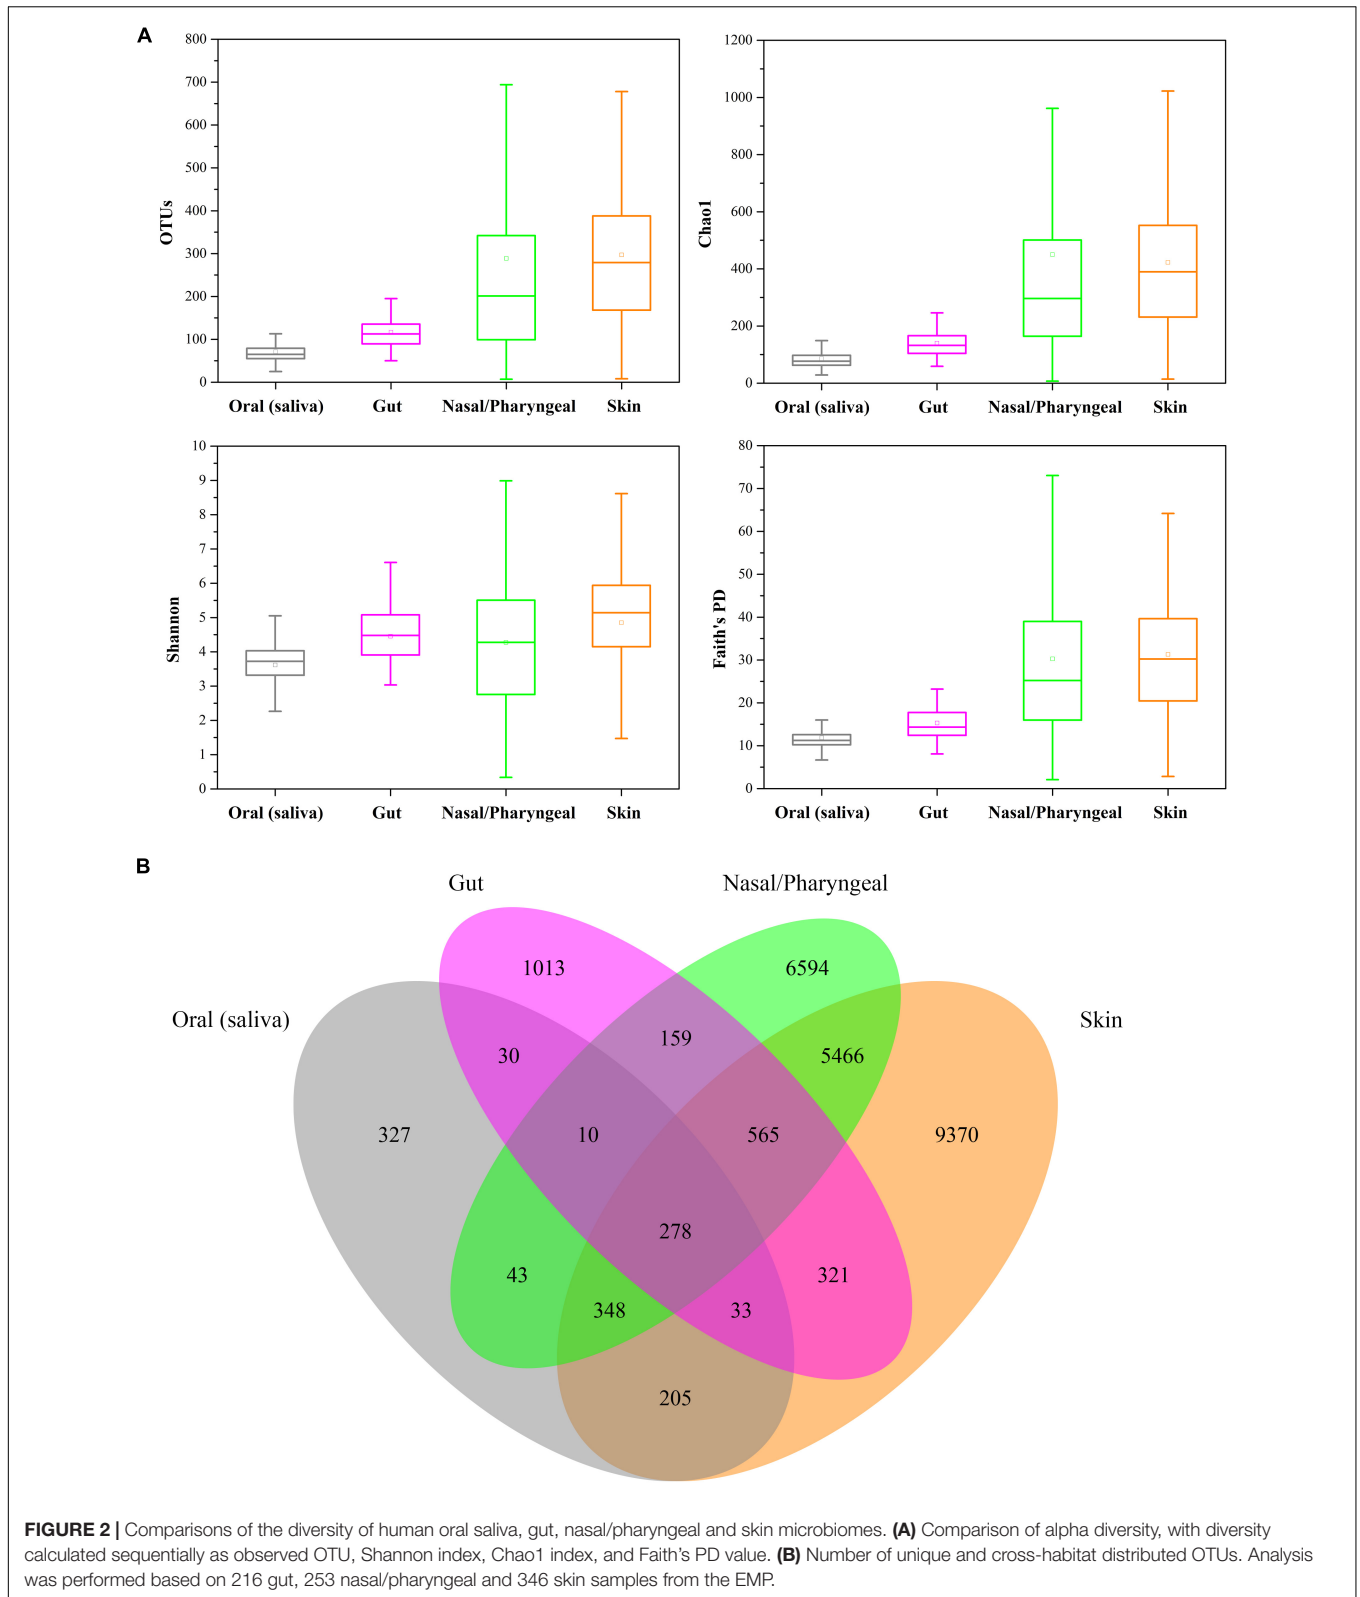 A
800
700
600
500
400
300
200
100
0
OTUs
Oral (saliva) Gut Nasal/Pharyngeal Skin
1200
1000
800
600
400
200
0
Chao1
Oral (saliva) Gut Nasal/Pharyngeal Skin
10
9
8
7
6
5
4
3
2
1
0
Shannon
Oral (saliva) Gut Nasal/Pharyngeal Skin
80
70
60
50
40
30
20
10
0
Faith's PD
Oral (saliva) Gut Nasal/Pharyngeal Skin
B
Gut Nasal/Pharyngeal
Oral (saliva) Skin
1013 6594
159
30 5466
327 10 565 9370
278
43 321
348 33
205
FIGURE 2 | Comparisons of the diversity of human oral saliva, gut, nasal/pharyngeal and skin microbiomes. (A) Comparison of alpha diversity, with diversity
calculated sequentially as observed OTU, Shannon index, Chao1 index, and Faith's PD value. (B) Number of unique and cross-habitat distributed OTUs. Analysis
was performed based on 216 gut, 253 nasal/pharyngeal and 346 skin samples from the EMP.